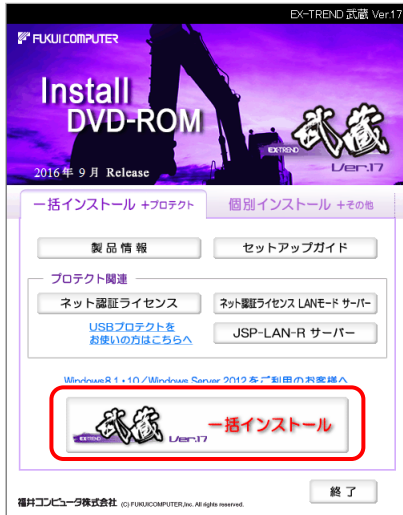 EX-TREND 武蔵 Ver.17
FUKUI COMPUTER
Install
DVD-ROM
EX-TREND 武蔵 Ver.17
2016年 9月 Release
一括インストール +プロテクト
個別インストール +その他
製品情報
セットアップガイド
プロテクト関連
ネット認証ライセンス
ネット認証ライセンス LANモード サーバー
USBプロテクトを
お使いの方はこちらへ
JSP-LAN-R サーバー
Windows8.1・10/Windows Server 2012をご利用のお客様へ
EX-TREND 武蔵 Ver.17 一括インストール
終了
福井コンピュータ株式会社 (C) FUKUICOMPUTER,Inc. All rights reserved.